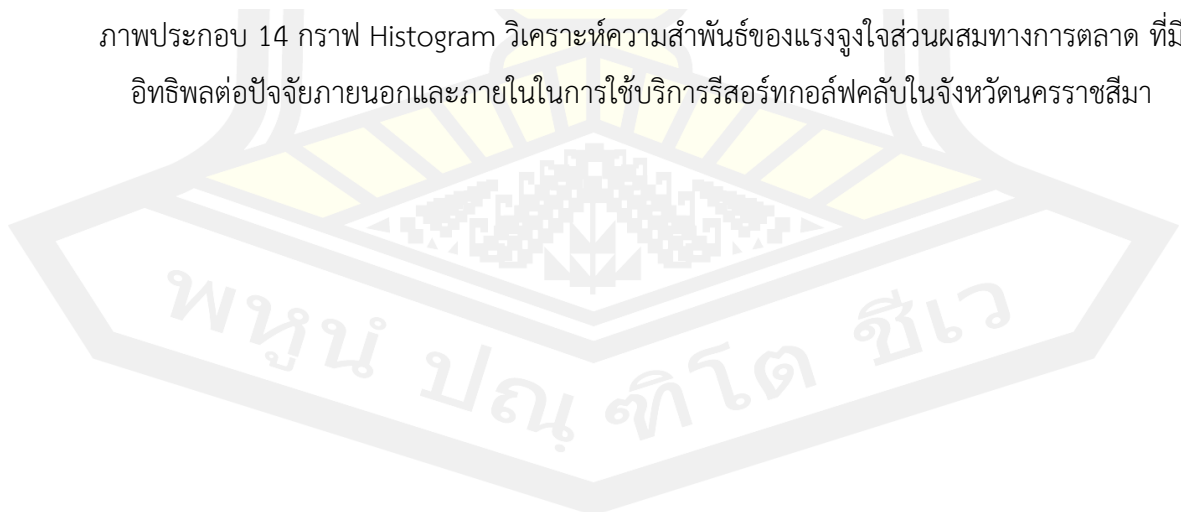 ภาพประกอบ 14 กราฟ Histogram วิเคราะห์ความสำพันธ์ของแรงจูงใจส่วนผสมทางการตลาด ที่มี
อิทธิพลต่อปัจจัยภายนอกและภายในในการใช้บริการรีสอร์ทกอล์ฟคลับในจังหวัดนครราชสีมา
พหูนํ ปณฺฑิโต ชีเว